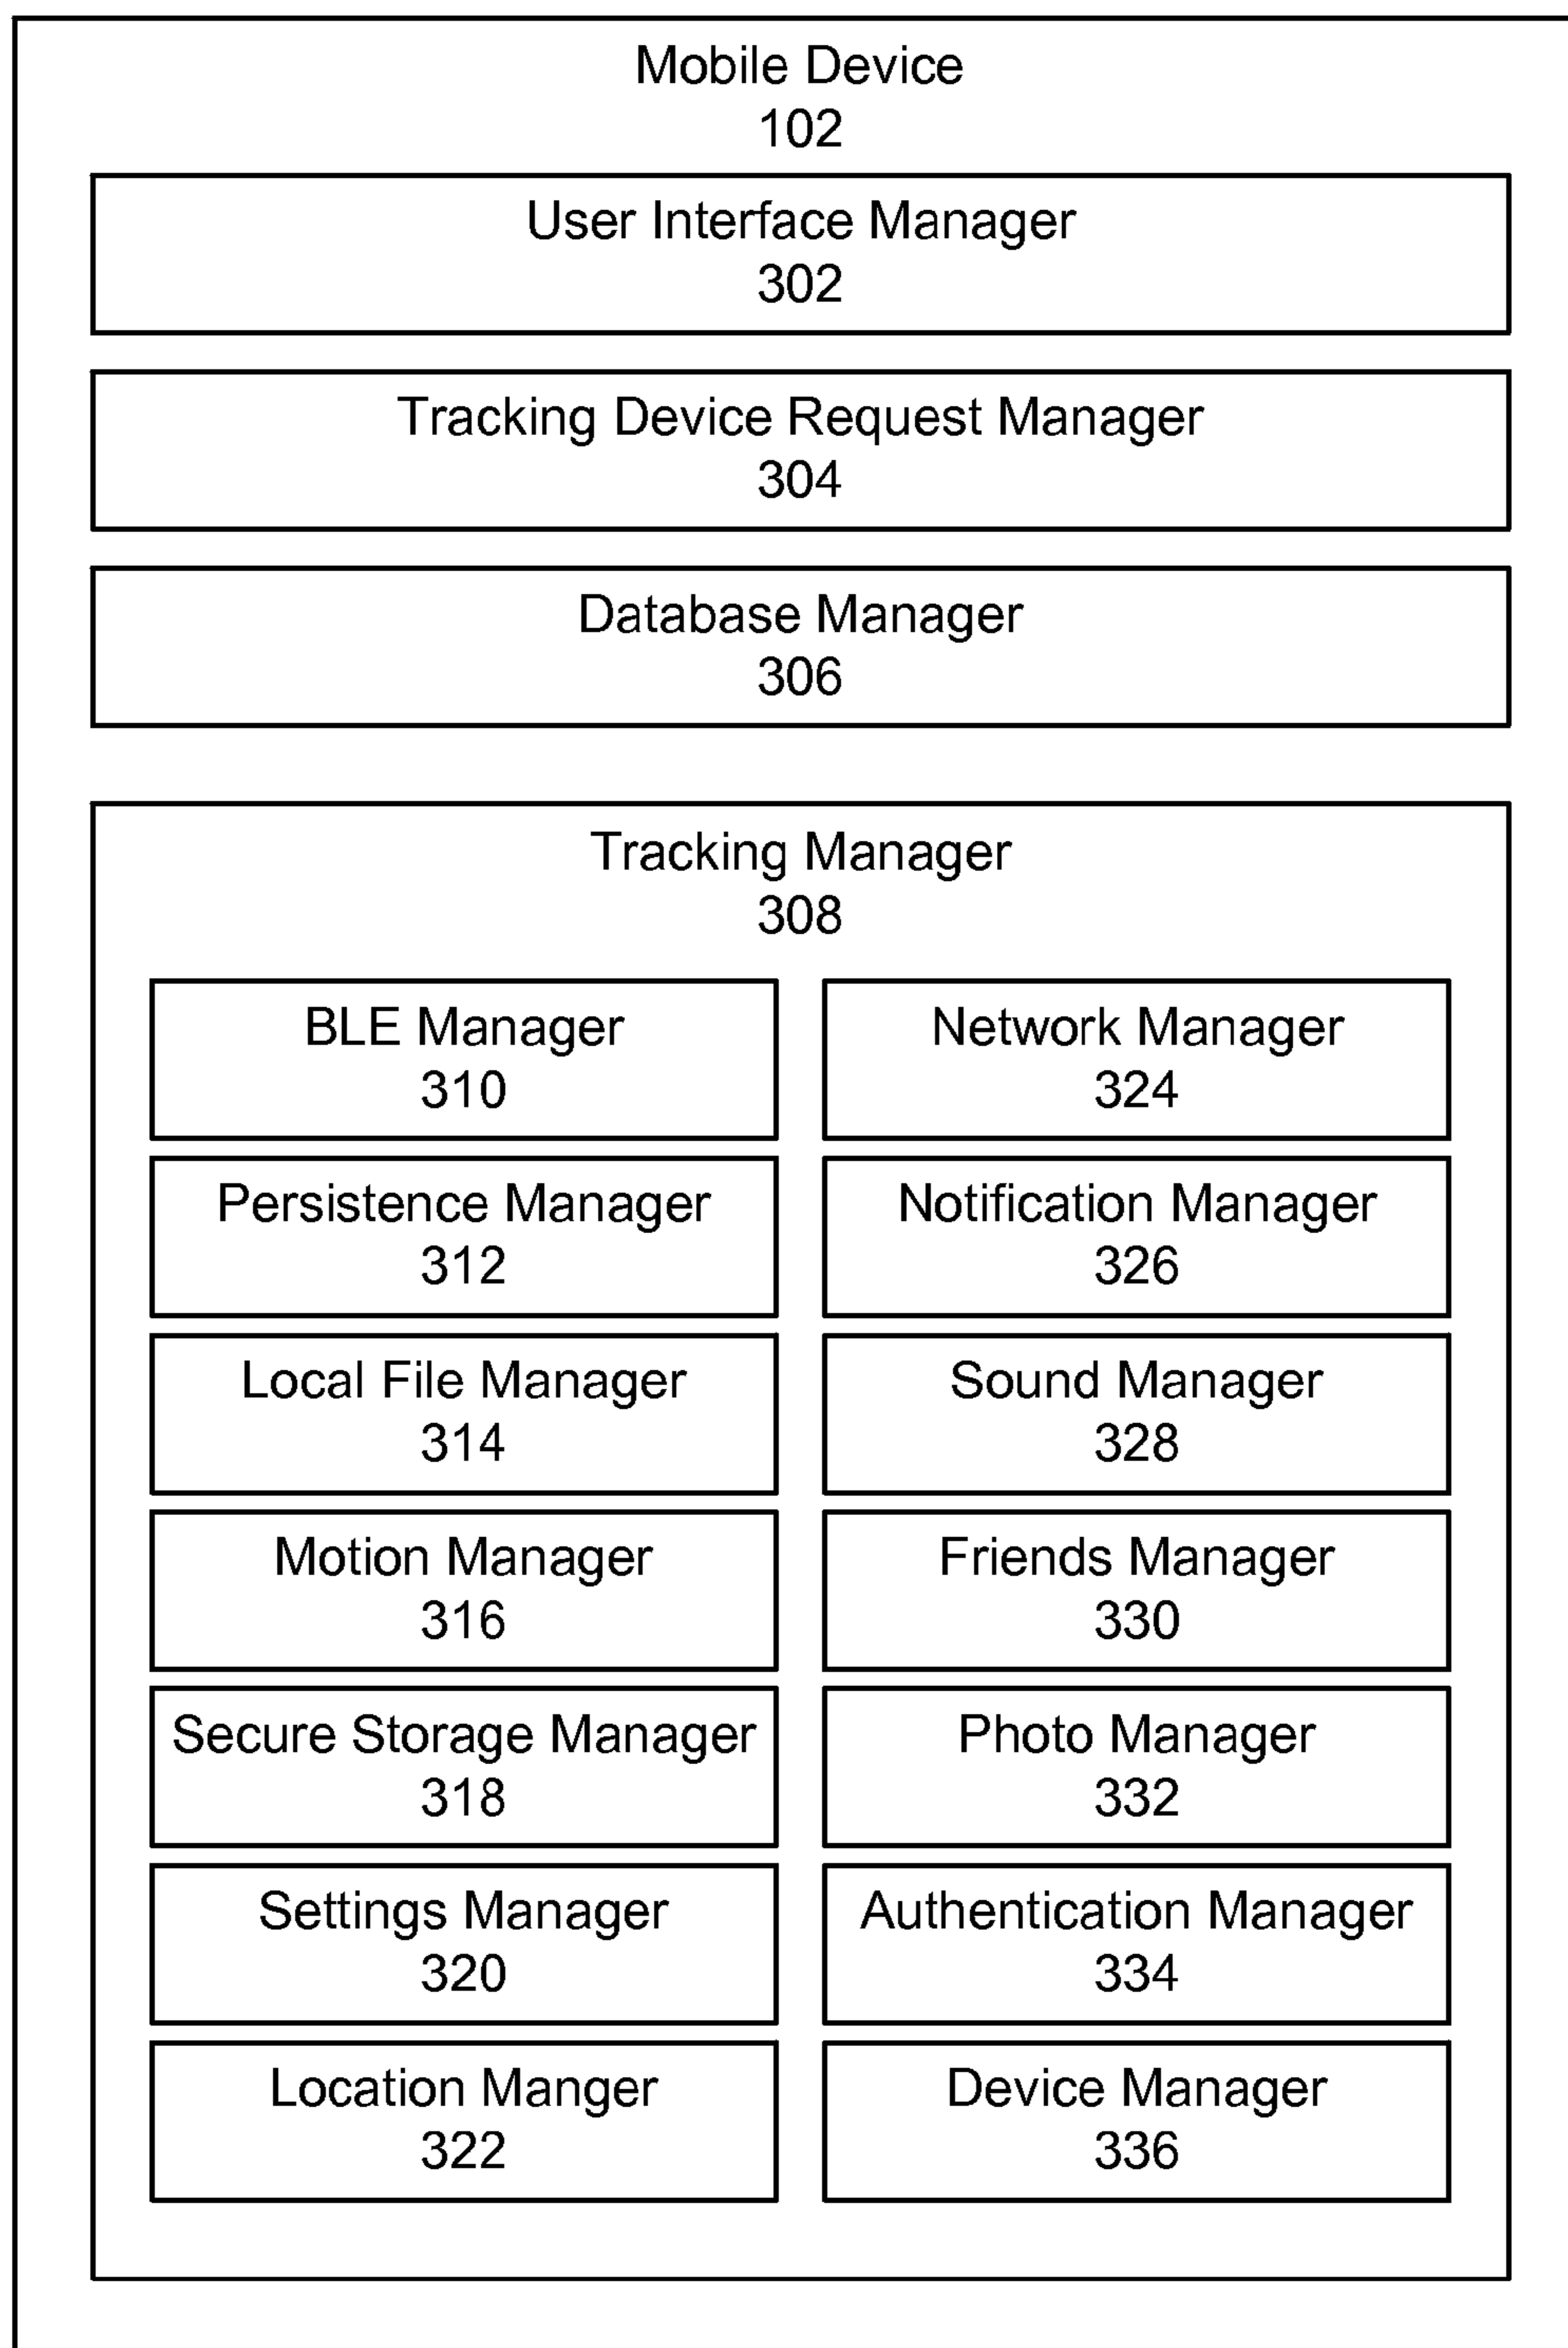 Mobile Device
102
User Interface Manager
302
Tracking Device Request Manager
304
Database Manager
306
Tracking Manager
308
BLE Manager
310
Network Manager
324
Persistence Manager
312
Notification Manager
326
Local File Manager
314
Sound Manager
328
Motion Manager
316
Friends Manager
330
Secure Storage Manager
318
Photo Manager
332
Settings Manager
320
Authentication Manager
334
Location Manger
322
Device Manager
336